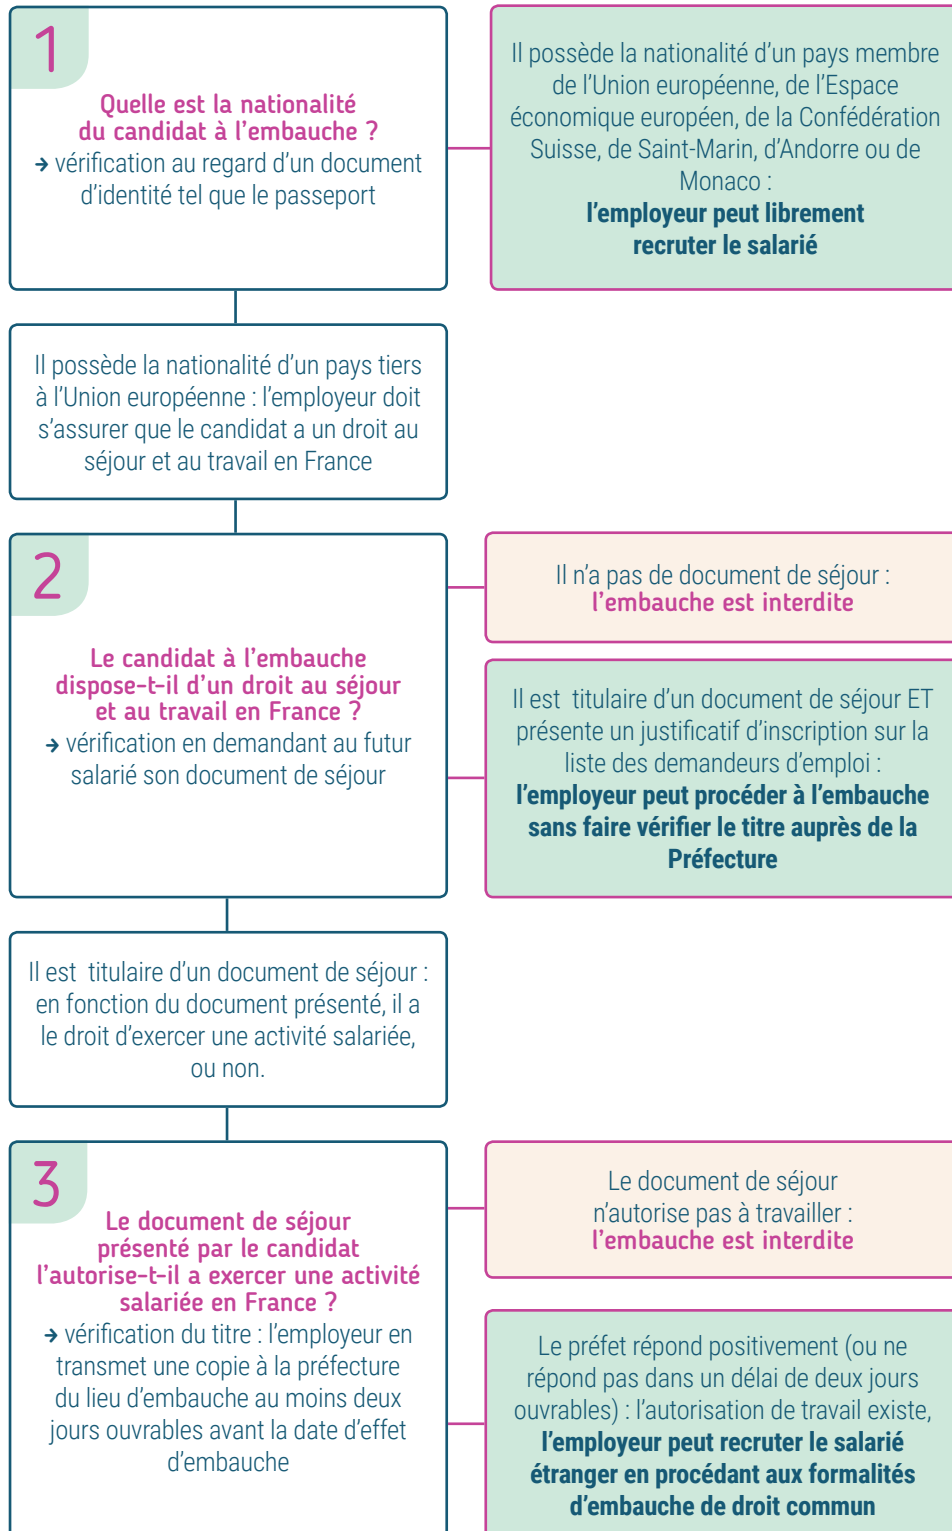 1
Quelle est la nationalité
du candidat à l'embauche ?
→ vérification au regard d'un document
d'identité tel que le passeport
Il possède la nationalité d'un pays membre
de l'Union européenne, de l'Espace
économique européen, de la Confédération
Suisse, de Saint-Marin, d'Andorre ou de
Monaco :
l'employeur peut librement
recruter le salarié
Il possède la nationalité d'un pays tiers
à l'Union européenne : l'employeur doit
s'assurer que le candidat a un droit au
séjour et au travail en France
2
Le candidat à l'embauche
dispose-t-il d'un droit au séjour
et au travail en France ?
→ vérification en demandant au futur
salarié son document de séjour
Il n'a pas de document de séjour :
l'embauche est interdite
Il est titulaire d'un document de séjour ET
présente un justificatif d'inscription sur la
liste des demandeurs d'emploi :
l'employeur peut procéder à l'embauche
sans faire vérifier le titre auprès de la
Préfecture
Il est titulaire d'un document de séjour :
en fonction du document présenté, il a
le droit d'exercer une activité salariée,
ou non.
3
Le document de séjour
présenté par le candidat
l'autorise-t-il a exercer une activité
salariée en France ?
→ vérification du titre : l'employeur en
transmet une copie à la préfecture
du lieu d'embauche au moins deux
jours ouvrables avant la date d'effet
d'embauche
Le document de séjour
n'autorise pas à travailler :
l'embauche est interdite
Le préfet répond positivement (ou ne
répond pas dans un délai de deux jours
ouvrables) : l'autorisation de travail existe,
l'employeur peut recruter le salarié
étranger en procédant aux formalités
d'embauche de droit commun